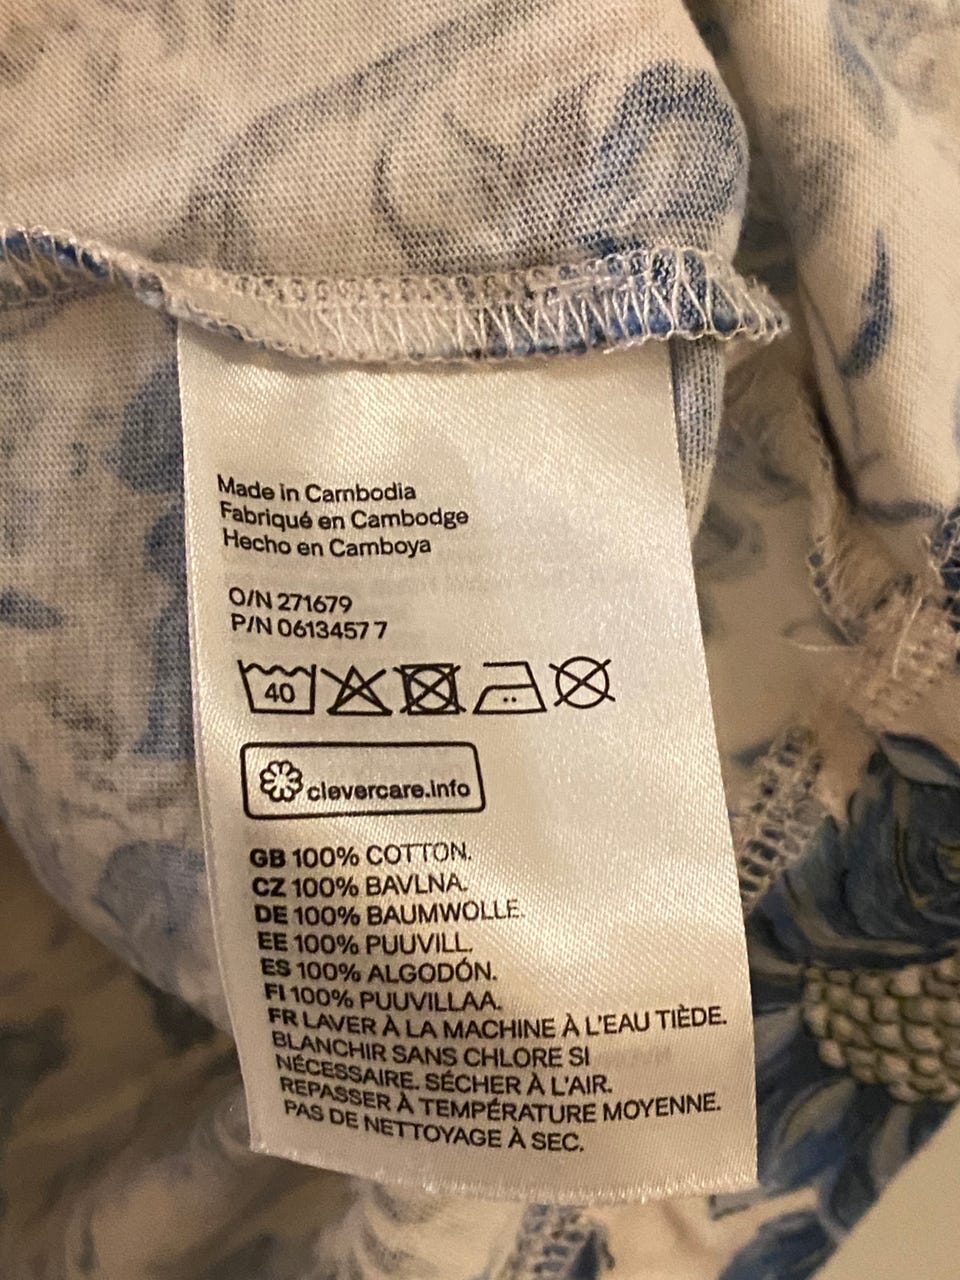 Made in Cambodia
Fabriqué en Cambodge
Hecho en Camboya
O/N 271679
P/N 0613457 7
40
clevercare.info
GB 100% COTTON.
CZ 100% BAVLNA.
DE 100% BAUMWOLLE.
EE 100% PUUVILL.
ES 100% ALGODÓN.
FI 100% PUUVILLAA.
FR LAVER À LA MACHINE À L'EAU TIÈDE.
BLANCHIR SANS CHLORE SI
NÉCESSAIRE. SÉCHER À L'AIR.
REPASSER À TEMPÉRATURE MOYENNE.
PAS DE NETTOYAGE À SEC.